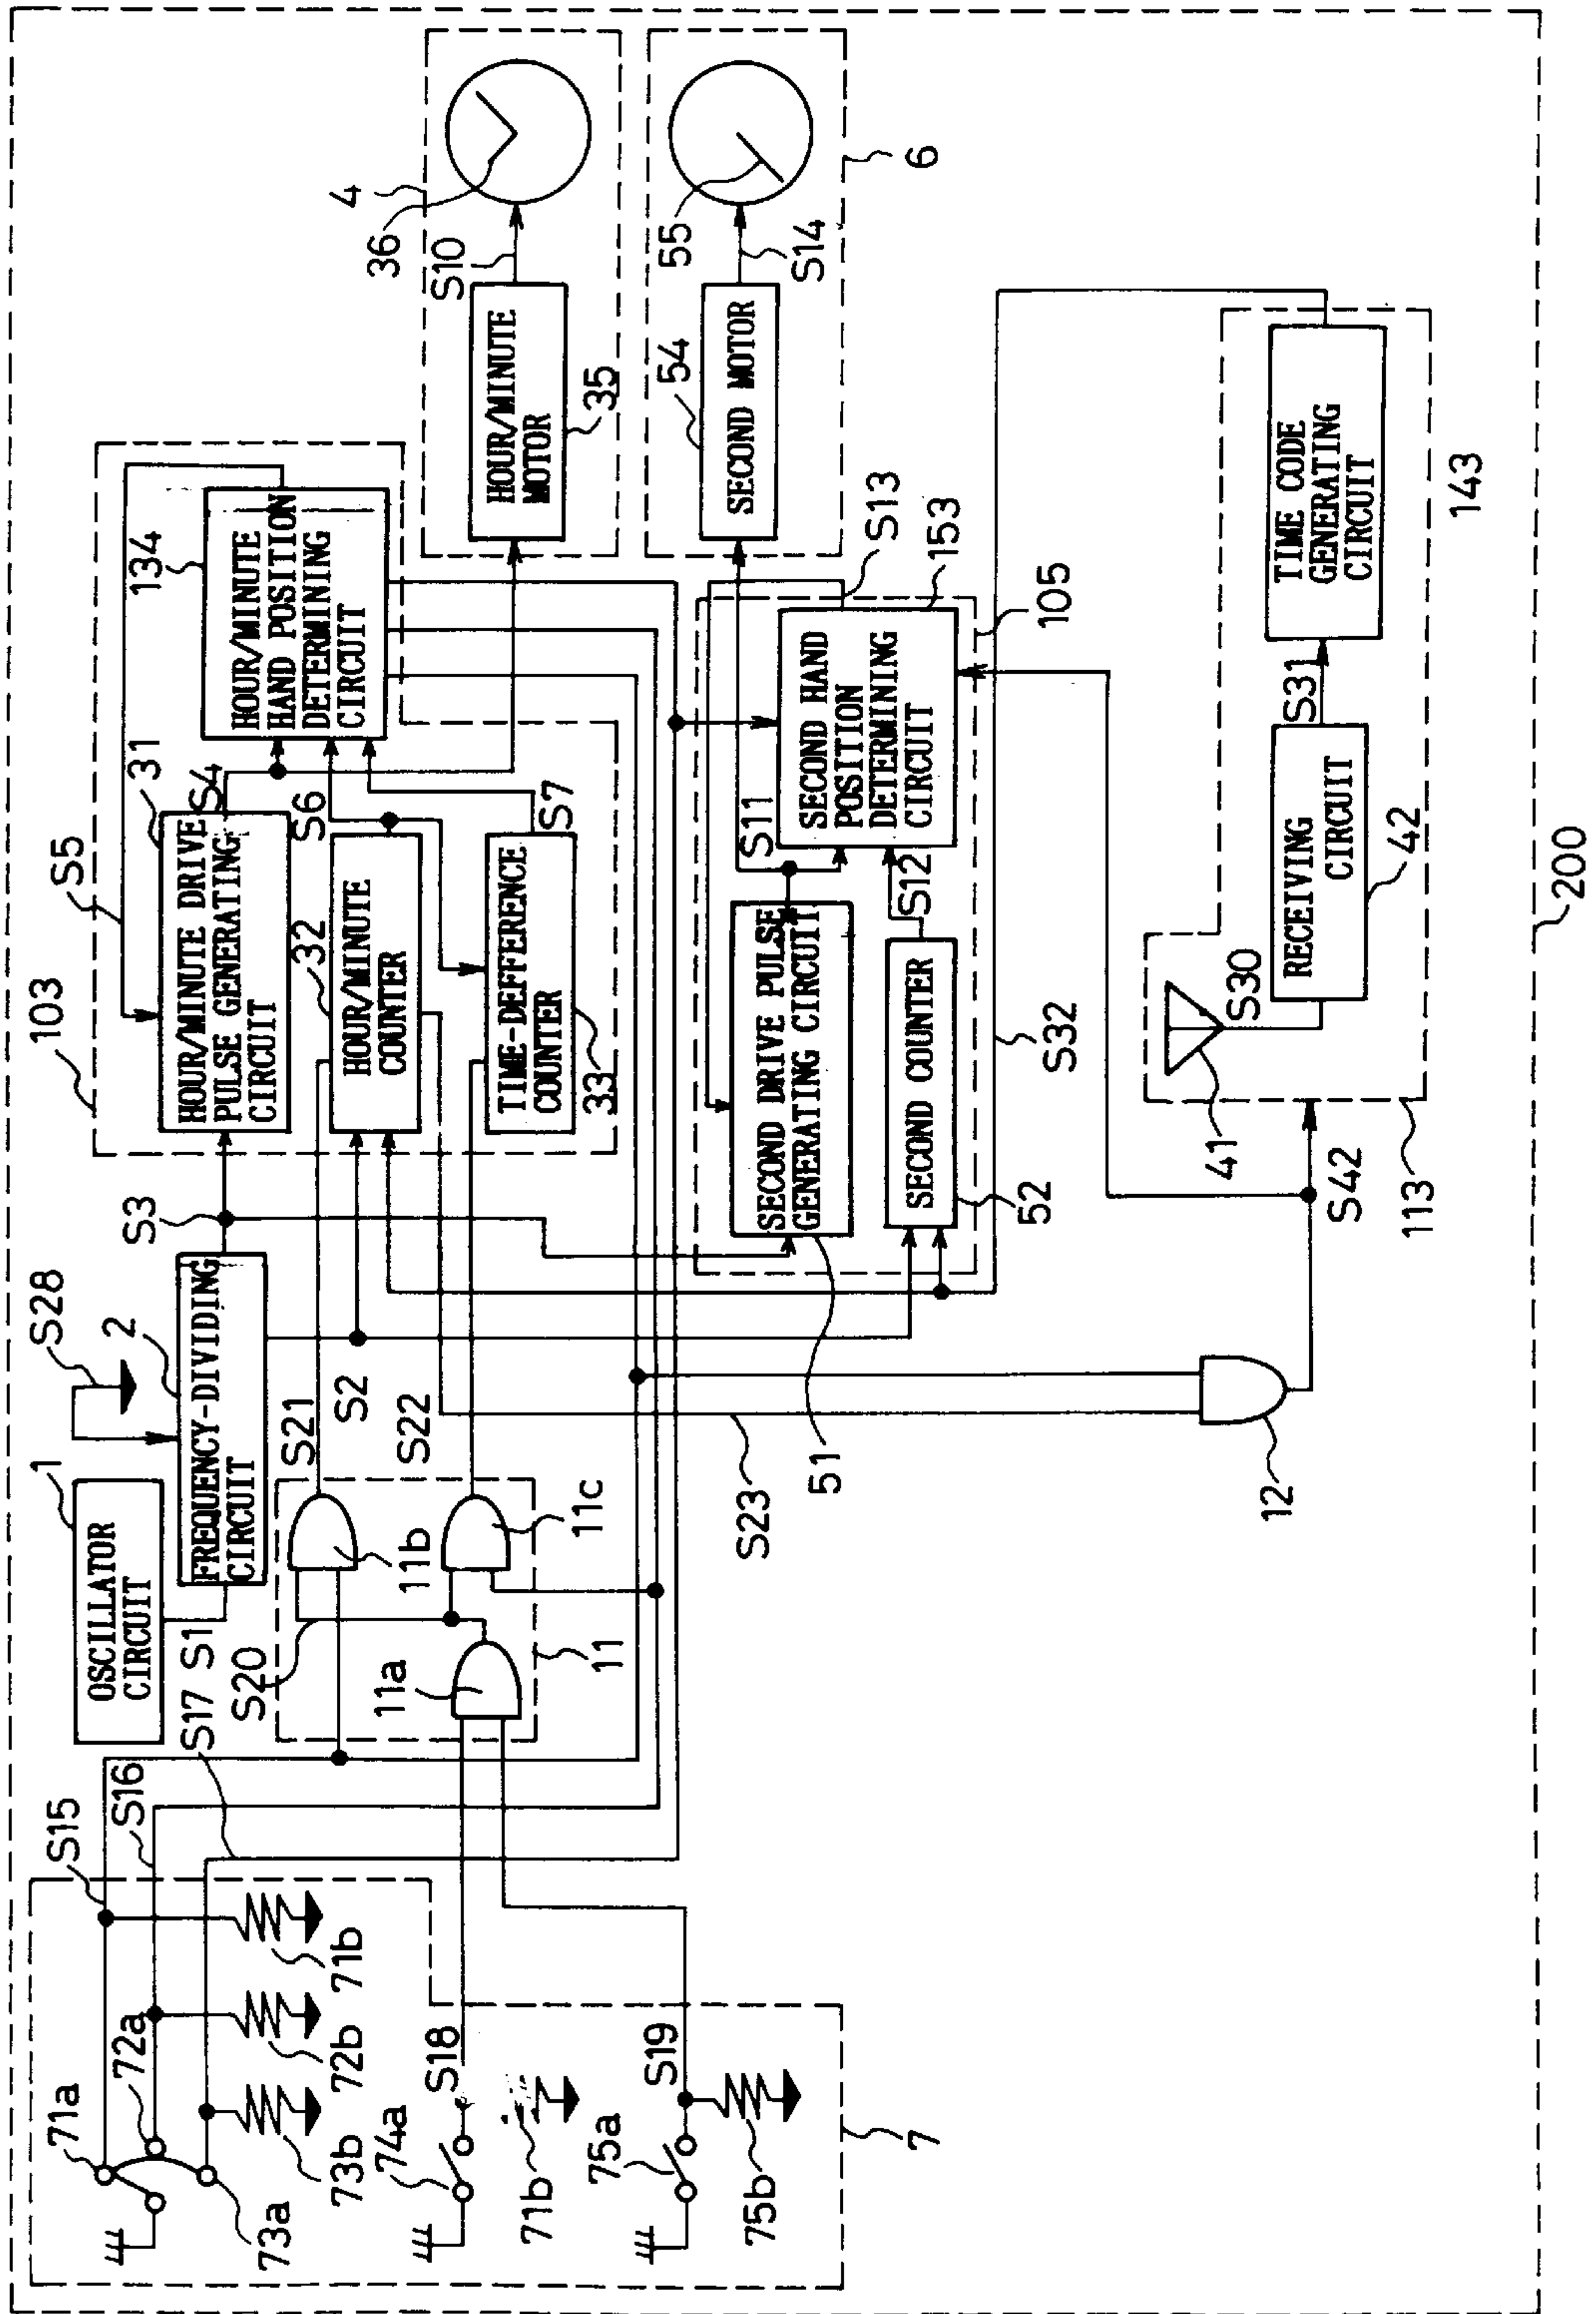 S28
1
OSCILLATOR
CIRCUIT
2
FREQUENCY-DIVIDING
CIRCUIT
S3
S1
S17
S2
103
S5
31
HOUR/MINUTE DRIVE
PULSE GENERATING
CIRCUIT
S4
32
HOUR/MINUTE
COUNTER
S6
TIME-DEFFERENCE
COUNTER
33
S7
134
HOUR/MINUTE
HAND POSITION
DETERMINING
CIRCUIT
4
36
S10
HOUR/MINUTE
MOTOR
35
55
S14
54
SECOND MOTOR
6
S15
S16
71a
72a
73a
71b
72b
73b
74a
S18
71b
75a
S19
75b
7
S20
S21
S22
11a
11b
11c
11
S23
51
SECOND DRIVE PULSE
GENERATING CIRCUIT
SECOND COUNTER
52
S11
S12
S13
SECOND HAND
POSITION
DETERMINING
CIRCUIT
153
105
S32
12
S42
113
41
S30
RECEIVING
CIRCUIT
42
S31
TIME CODE
GENERATING
CIRCUIT
143
200